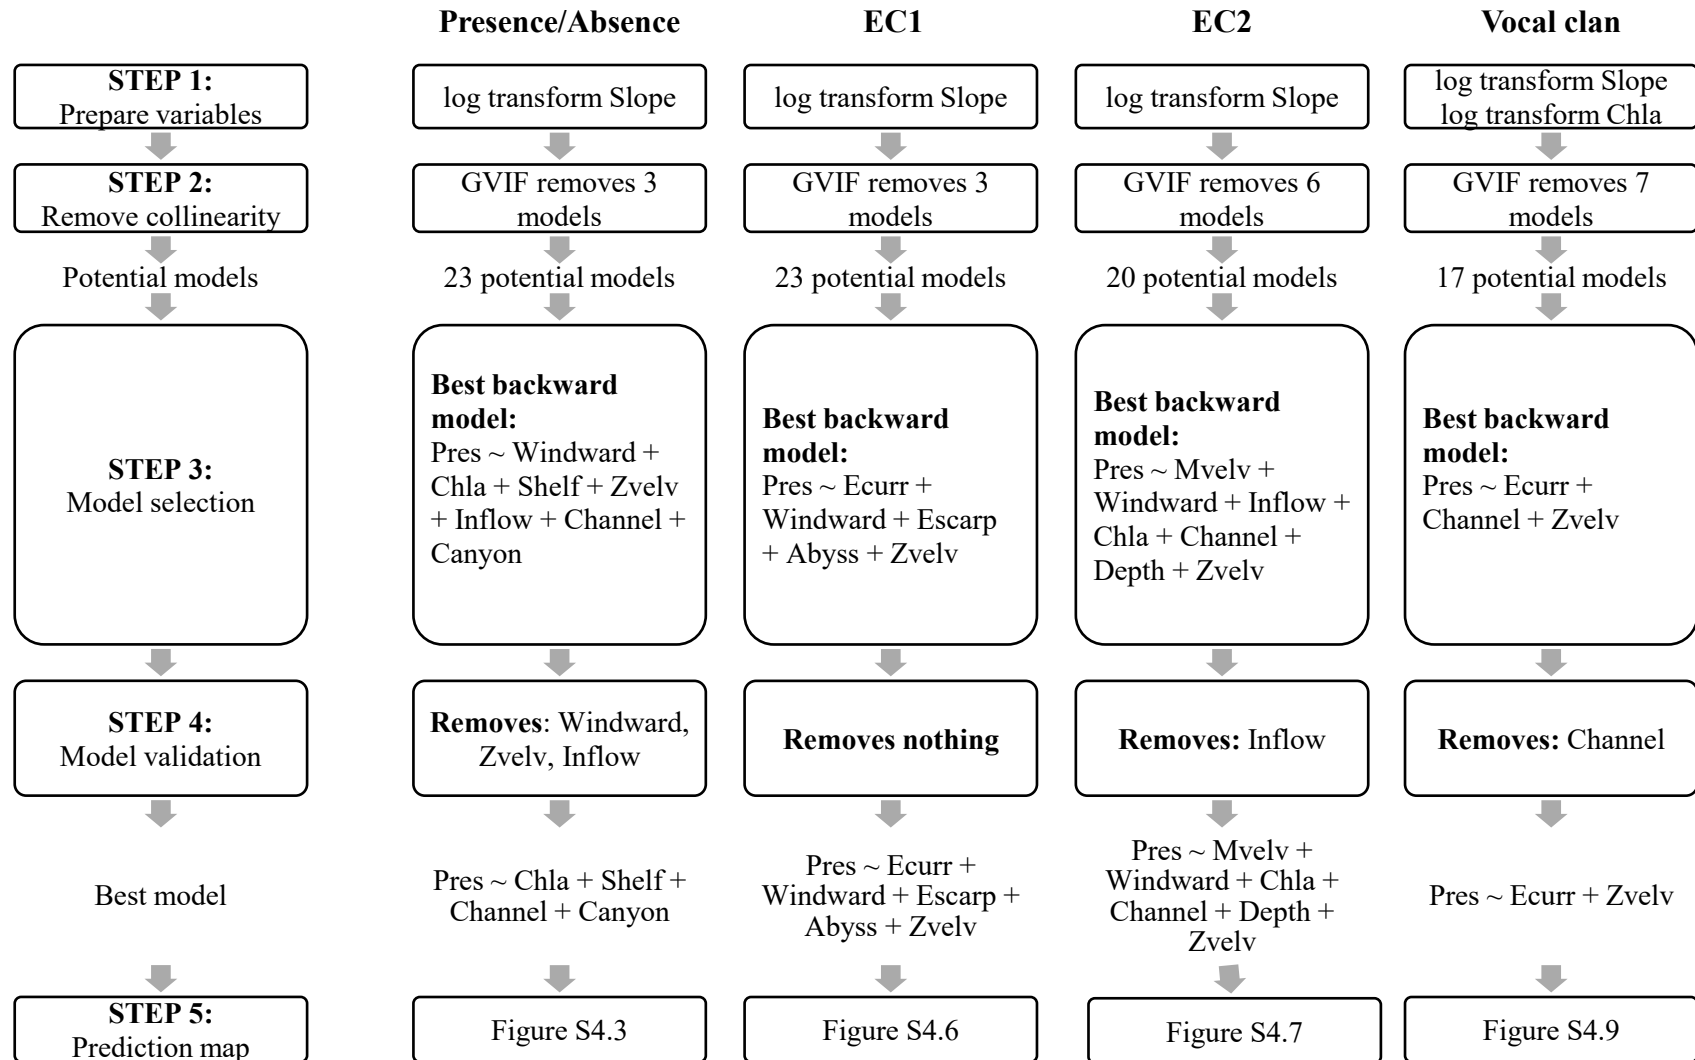 Presence/Absence
EC1
EC2
Vocal clan
STEP 1:
Prepare variables
log transform Slope
log transform Slope
log transform Slope
log transform Slope
log transform Chla
STEP 2:
Remove collinearity
GVIF removes 3
models
GVIF removes 3
models
GVIF removes 6
models
GVIF removes 7
models
Potential models
23 potential models
23 potential models
20 potential models
17 potential models
STEP 3:
Model selection
Best backward
model:
Pres ~ Windward +
Chla + Shelf + Zvelv
+ Inflow + Channel +
Canyon
Best backward
model:
Pres ~ Ecurr +
Windward + Escarp
+ Abyss + Zvelv
Best backward
model:
Pres ~ Mvelv +
Windward + Inflow +
Chla + Channel +
Depth + Zvelv
Best backward
model:
Pres ~ Ecurr +
Channel + Zvelv
STEP 4:
Model validation
Removes: Windward,
Zvelv, Inflow
Removes nothing
Removes: Inflow
Removes: Channel
Best model
Pres ~ Chla + Shelf +
Channel + Canyon
Pres ~ Ecurr +
Windward + Escarp +
Abyss + Zvelv
Pres ~ Mvelv +
Windward + Chla +
Channel + Depth +
Zvelv
Pres ~ Ecurr + Zvelv
STEP 5:
Prediction map
Figure S4.3
Figure S4.6
Figure S4.7
Figure S4.9